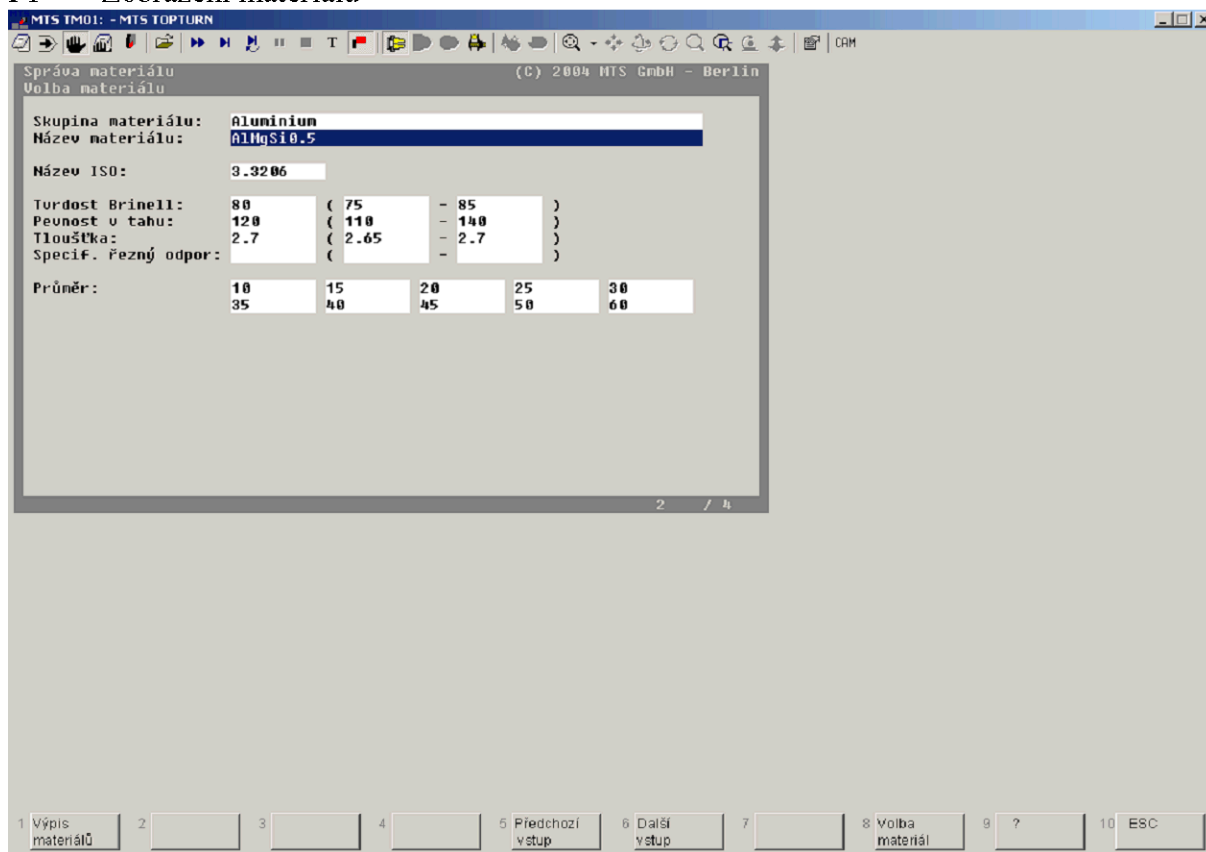 F1 Zobrazení materiálů
MTS TM01: - MTS TOPTURN
T CAM
Správa materiálu (C) 2004 MTS GmbH - Berlin
Volba materiálu
Skupina materiálu: Aluminium
Název materiálu: AlMgSi0.5
Název ISO: 3.3206
Tvrdost Brinell: 80 ( 75 - 85 )
Pevnost v tahu: 120 ( 110 - 140 )
Tloušťka: 2.7 ( 2.65 - 2.7 )
Specif. řezný odpor: ( - )
Průměr: 10 15 20 25 30
35 40 45 50 60
2 / 4
1 Výpis materiálů 2 3 4 5 Předchozí vstup 6 Další vstup 7 8 Volba materiál 9 ? 10 ESC